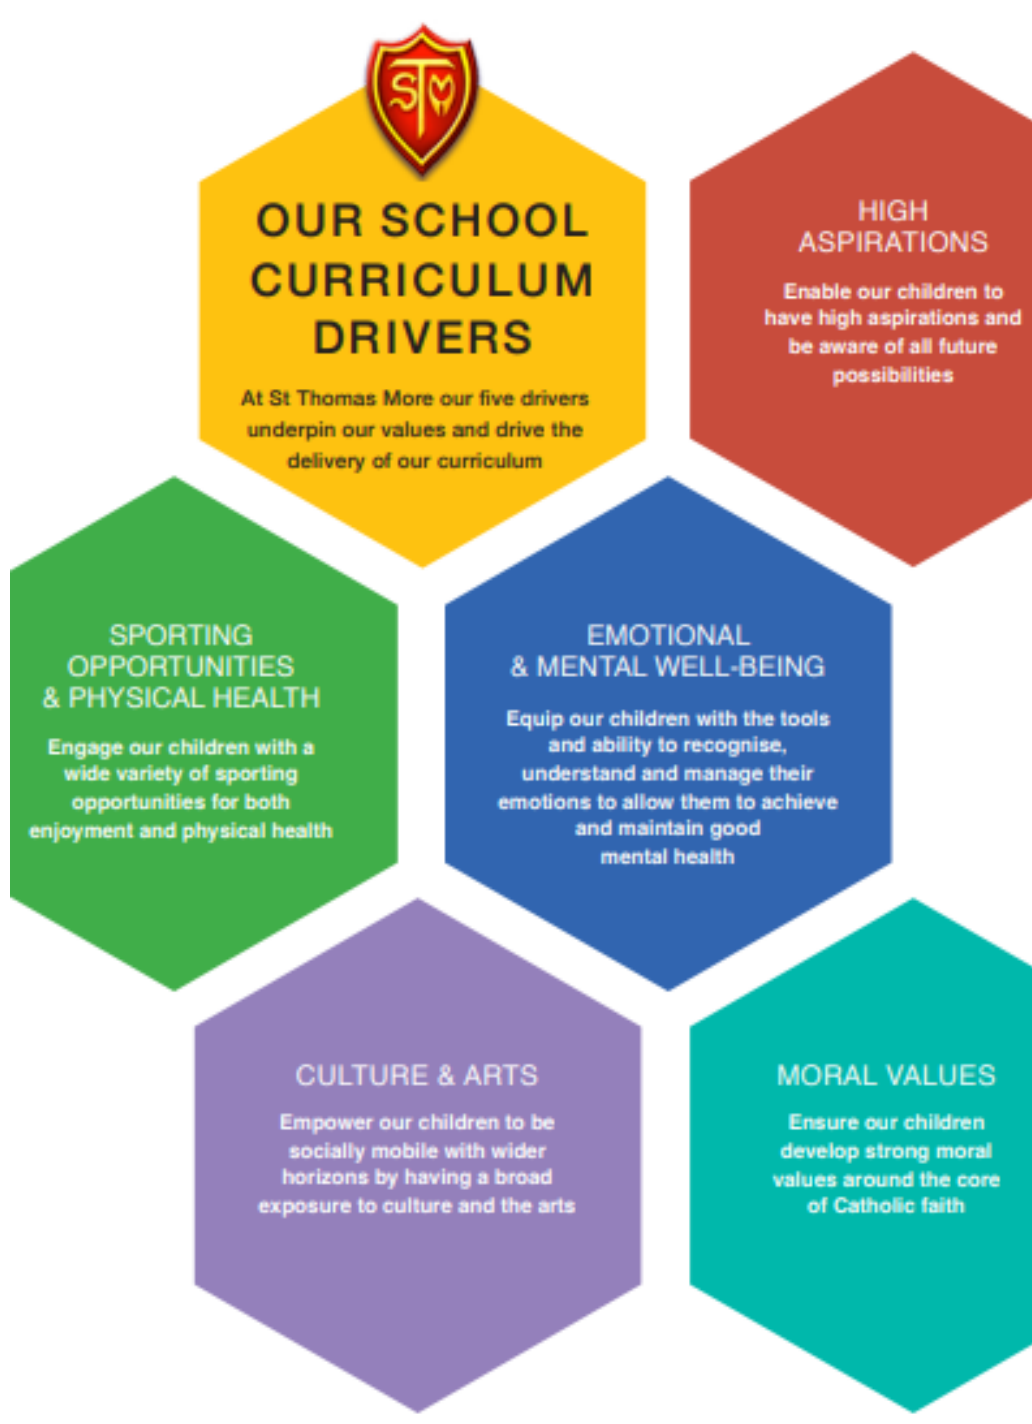 STM
OUR SCHOOL
CURRICULUM
DRIVERS
At St Thomas More our five drivers
underpin our values and drive the
delivery of our curriculum
HIGH
ASPIRATIONS
Enable our children to
have high aspirations and
be aware of all future
possibilities
SPORTING
OPPORTUNITIES
& PHYSICAL HEALTH
Engage our children with a
wide variety of sporting
opportunities for both
enjoyment and physical health
EMOTIONAL
& MENTAL WELL-BEING
Equip our children with the tools
and ability to recognise,
understand and manage their
emotions to allow them to achieve
and maintain good
mental health
CULTURE & ARTS
Empower our children to be
socially mobile with wider
horizons by having a broad
exposure to culture and the arts
MORAL VALUES
Ensure our children
develop strong moral
values around the core
of Catholic faith